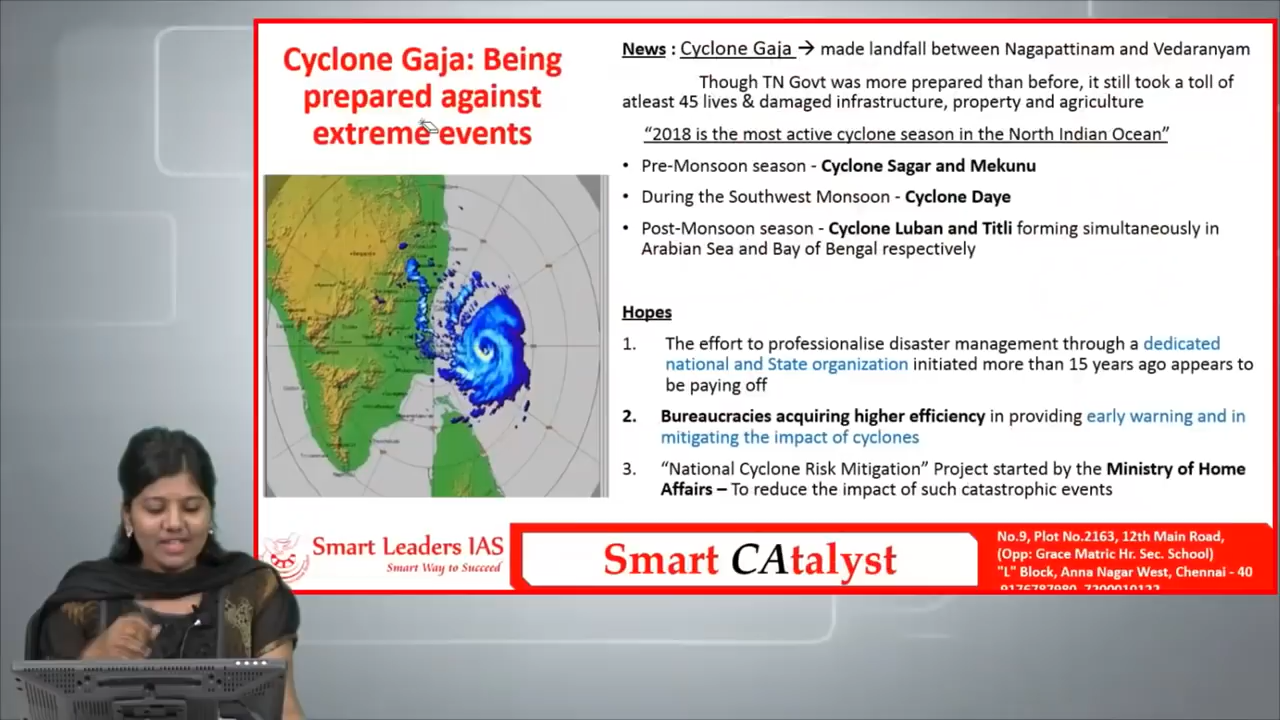 Cyclone Gaja: Being
prepared against
extreme events
News : Cyclone Gaja → made landfall between Nagapattinam and Vedaranyam
Though TN Govt was more prepared than before, it still took a toll of
atleast 45 lives & damaged infrastructure, property and agriculture
“2018 is the most active cyclone season in the North Indian Ocean”
• Pre-Monsoon season - Cyclone Sagar and Mekunu
• During the Southwest Monsoon - Cyclone Daye
• Post-Monsoon season - Cyclone Luban and Titli forming simultaneously in
Arabian Sea and Bay of Bengal respectively
Hopes
1. The effort to professionalise disaster management through a dedicated
national and State organization initiated more than 15 years ago appears to
be paying off
2. Bureaucracies acquiring higher efficiency in providing early warning and in
mitigating the impact of cyclones
3. “National Cyclone Risk Mitigation” Project started by the Ministry of Home
Affairs – To reduce the impact of such catastrophic events
Smart Leaders IAS
Smart Way to Succeed
Smart CAtalyst
No.9, Plot No.2163, 12th Main Road,
(Opp: Grace Matric Hr. Sec. School)
"L" Block, Anna Nagar West, Chennai - 40